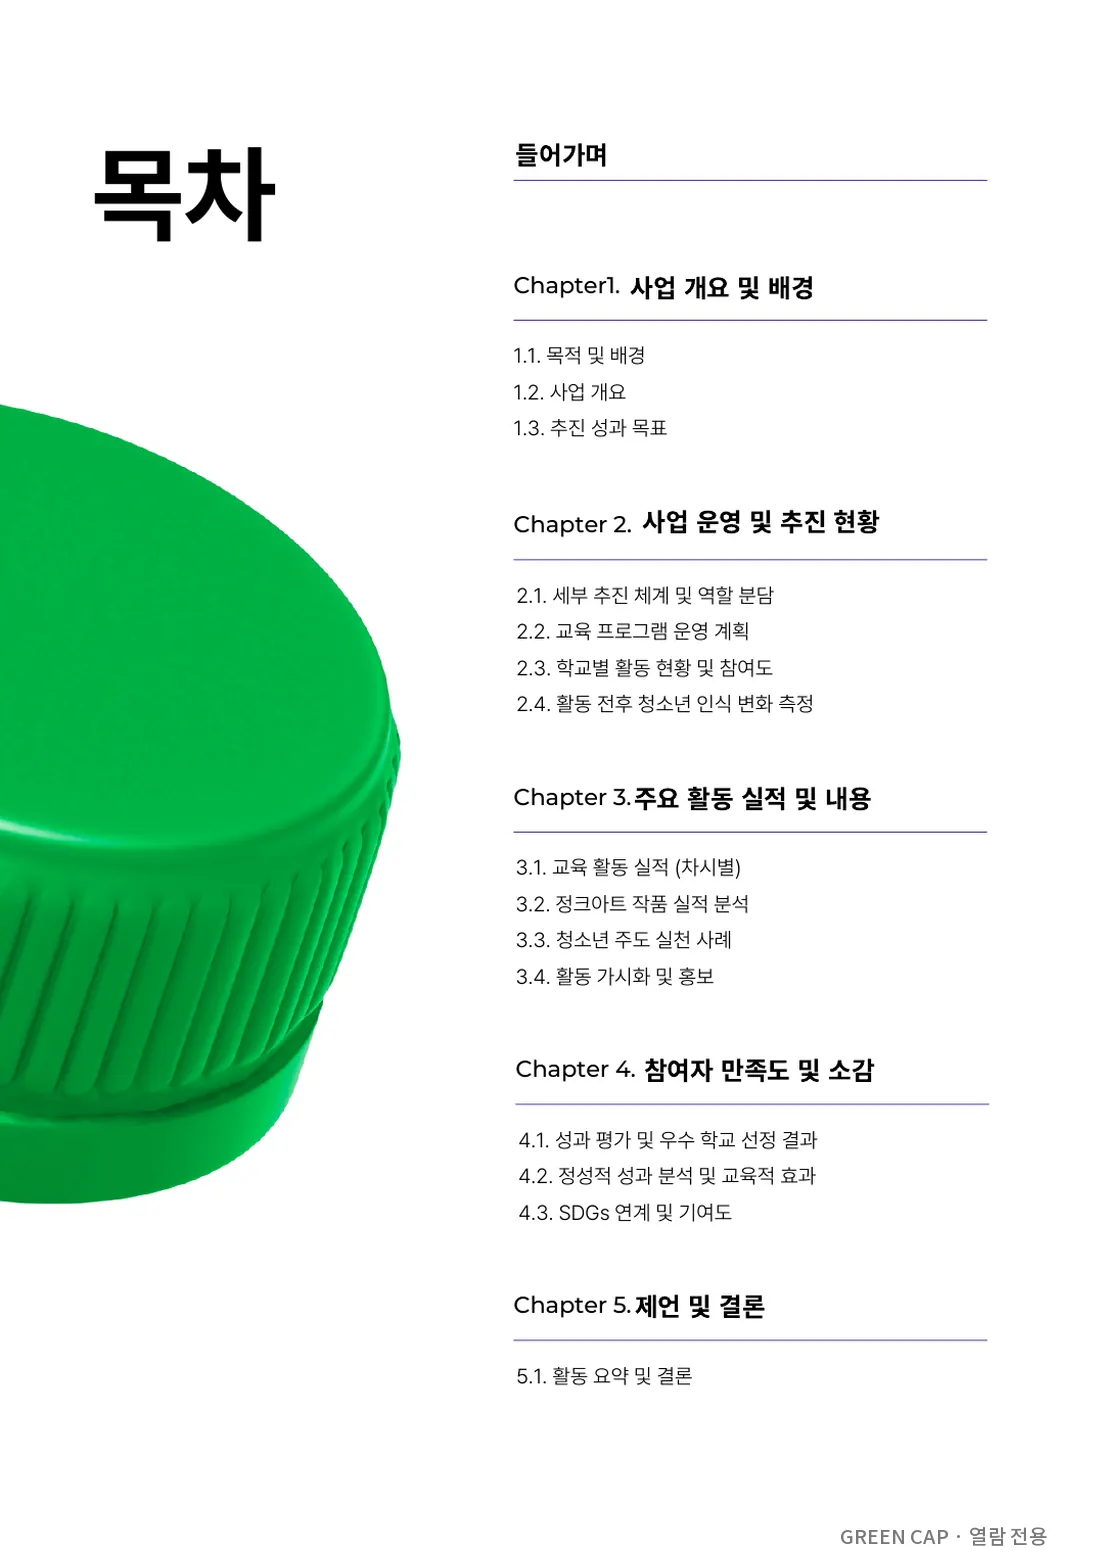 목차
들어가며
Chapter1. 사업 개요 및 배경
1.1. 목적 및 배경
1.2. 사업 개요
1.3. 추진 성과 목표
Chapter 2. 사업 운영 및 추진 현황
2.1. 세부 추진 체계 및 역할 분담
2.2. 교육 프로그램 운영 계획
2.3. 학교별 활동 현황 및 참여도
2.4. 활동 전후 청소년 인식 변화 측정
Chapter 3. 주요 활동 실적 및 내용
3.1. 교육 활동 실적 (차시별)
3.2. 정크아트 작품 실적 분석
3.3. 청소년 주도 실천 사례
3.4. 활동 가시화 및 홍보
Chapter 4. 참여자 만족도 및 소감
4.1. 성과 평가 및 우수 학교 선정 결과
4.2. 정성적 성과 분석 및 교육적 효과
4.3. SDGs 연계 및 기여도
Chapter 5. 제언 및 결론
5.1. 활동 요약 및 결론
GREEN CAP · 열람 전용